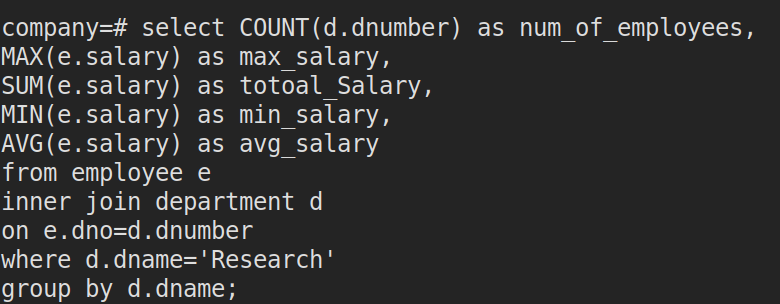 company=# select COUNT(d.dnumber) as num_of_employees,
MAX(e.salary) as max_salary,
SUM(e.salary) as totoal_Salary,
MIN(e.salary) as min_salary,
AVG(e.salary) as avg_salary
from employee e
inner join department d
on e.dno=d.dnumber
where d.dname='Research'
group by d.dname;